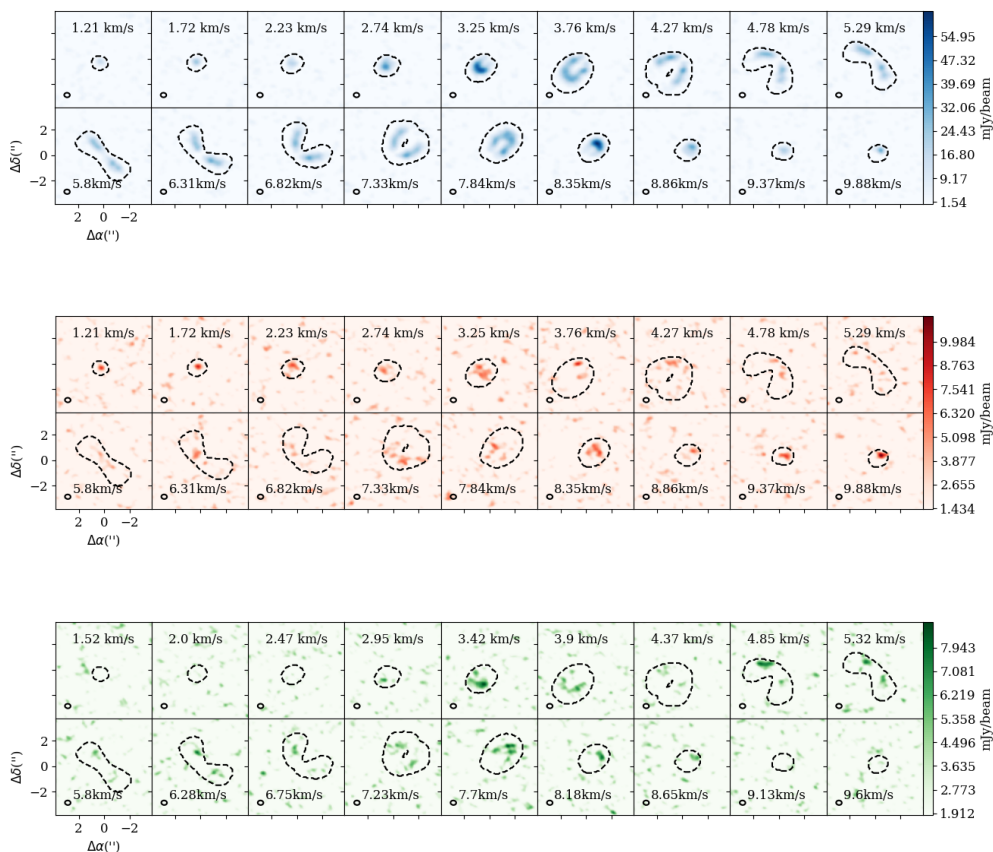 1.21 km/s 1.72 km/s 2.23 km/s 2.74 km/s 3.25 km/s 3.76 km/s 4.27 km/s 4.78 km/s 5.29 km/s
5.8km/s 6.31km/s 6.82km/s 7.33km/s 7.84km/s 8.35km/s 8.86km/s 9.37km/s 9.88km/s
2
0
−2
Δδ('')
2 0 −2
Δα('')
54.95
47.32
39.69
32.06
24.43
16.80
9.17
1.54
mJy/beam
1.21 km/s 1.72 km/s 2.23 km/s 2.74 km/s 3.25 km/s 3.76 km/s 4.27 km/s 4.78 km/s 5.29 km/s
5.8km/s 6.31km/s 6.82km/s 7.33km/s 7.84km/s 8.35km/s 8.86km/s 9.37km/s 9.88km/s
2
0
−2
Δδ('')
2 0 −2
Δα('')
9.984
8.763
7.541
6.320
5.098
3.877
2.655
1.434
mJy/beam
1.52 km/s 2.0 km/s 2.47 km/s 2.95 km/s 3.42 km/s 3.9 km/s 4.37 km/s 4.85 km/s 5.32 km/s
5.8km/s 6.28km/s 6.75km/s 7.23km/s 7.7km/s 8.18km/s 8.65km/s 9.13km/s 9.6km/s
2
0
−2
Δδ('')
2 0 −2
Δα('')
7.943
7.081
6.219
5.358
4.496
3.635
2.773
1.912
mJy/beam